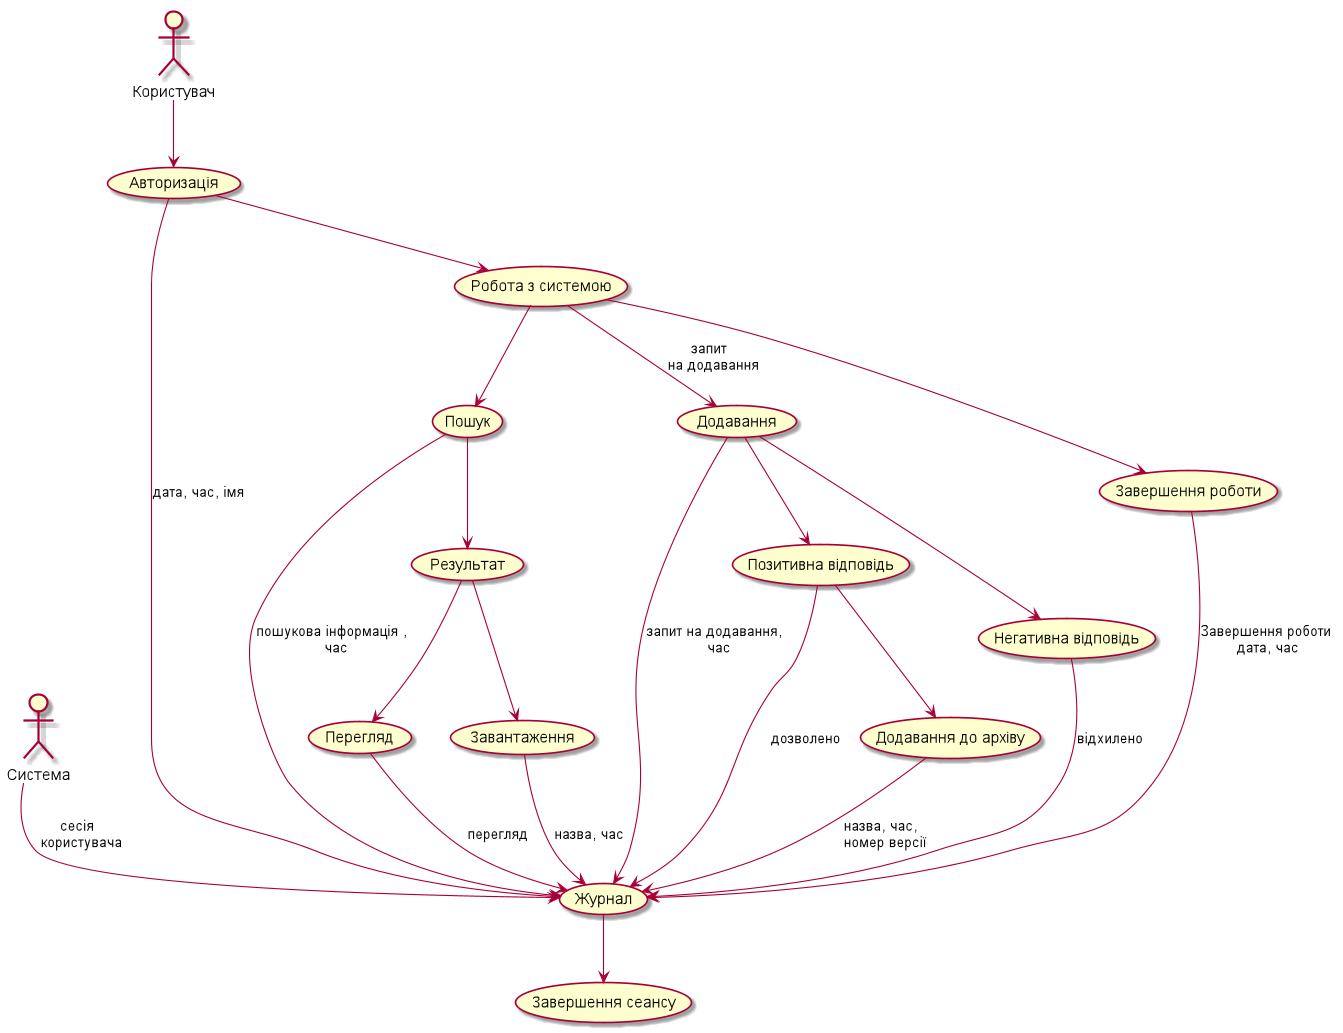 Користувач
Авторизація
Робота з системою
запит
на додавання
Пошук
Додавання
Завершення роботи
дата, час, імя
Результат
Позитивна відповідь
Негативна відповідь
пошукова інформація ,
час
запит на додавання,
час
Завершення роботи
дата, час
Перегляд
Завантаження
дозволено
Додавання до архіву
відхилено
Система
сесія
користувача
перегляд
назва, час
назва, час,
номер версії
Журнал
Завершення сеансу